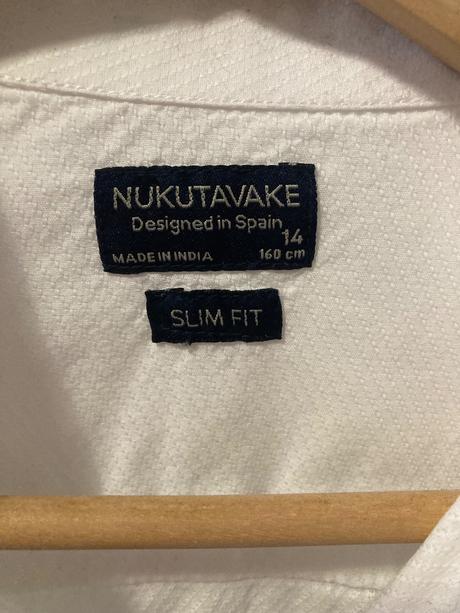 NUKUTAVAKE
Designed in Spain
14
MADE IN INDIA 160 cm
SLIM FIT